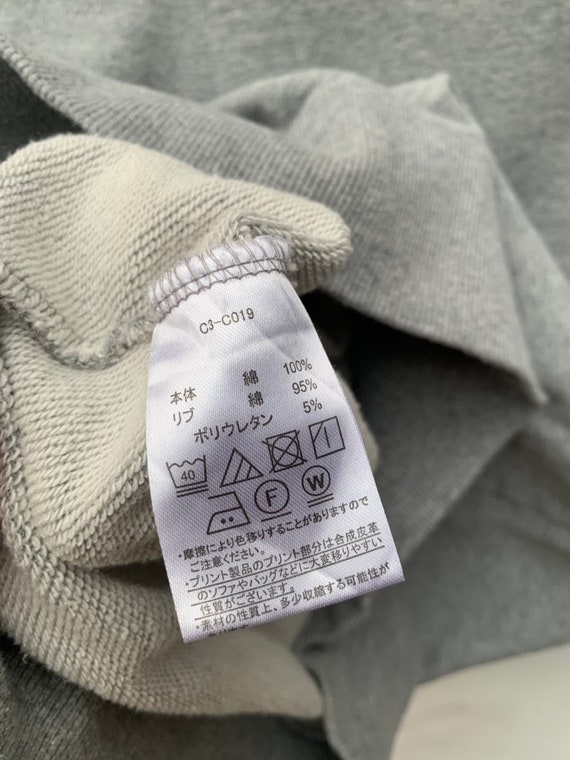 C3-C019
本体 綿 100%
リブ 綿 95%
ポリウレタン 5%
40
F W
・摩擦により色移りすることがありますので
ご注意ください。
・プリント製品のプリント部分は合成皮革
のソファやバッグなどに大変移りやすい
性質がございます。
・素材の性質上、多少収縮する可能性が